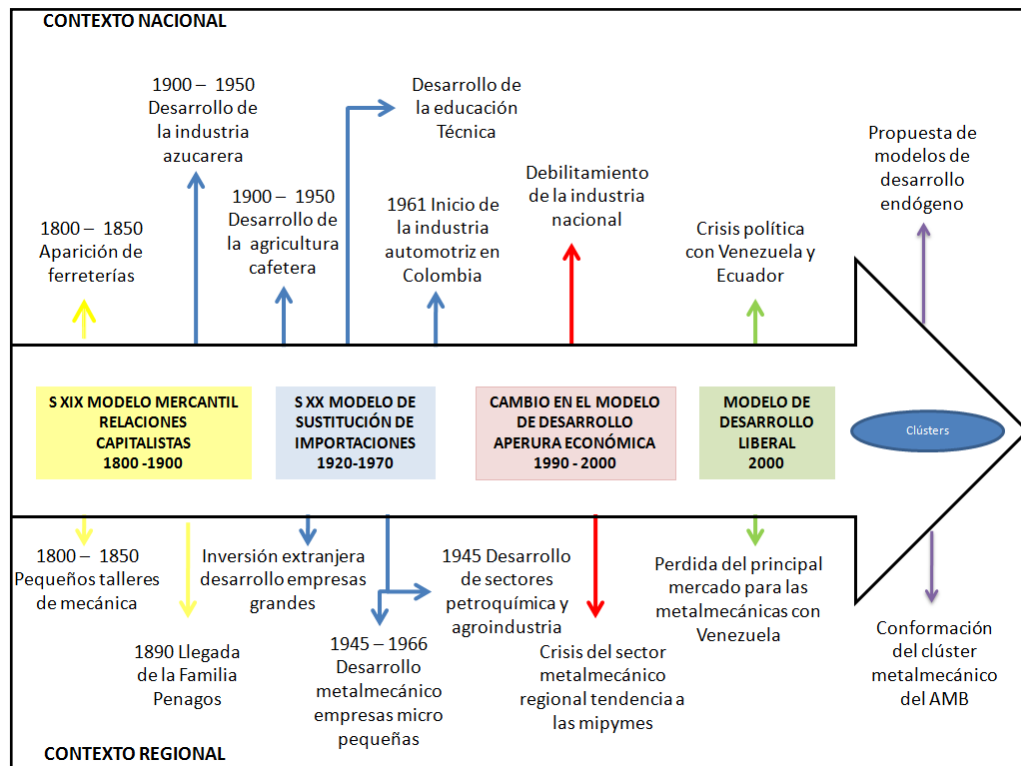 CONTEXTO NACIONAL
1900 – 1950
Desarrollo de
la industria
azucarera
Desarrollo de
la educación
Técnica
1800 – 1850
Aparición de
ferreterías
1900 – 1950
Desarrollo de
la agricultura
cafetera
1961 Inicio de
la industria
automotriz en
Colombia
Debilitamiento
de la industria
nacional
Crisis política
con Venezuela y
Ecuador
Propuesta de
modelos de
desarrollo
endógeno
S XIX MODELO MERCANTIL
RELACIONES
CAPITALISTAS
1800 -1900
S XX MODELO DE
SUSTITUCIÓN DE
IMPORTACIONES
1920-1970
CAMBIO EN EL MODELO
DE DESARROLLO
APERURA ECONÓMICA
1990 - 2000
MODELO DE
DESARROLLO
LIBERAL
2000
Clústers
1800 – 1850
Pequeños talleres
de mecánica
1890 Llegada
de la Familia
Penagos
Inversión extranjera
desarrollo empresas
grandes
1945 – 1966
Desarrollo
metalmecánico
empresas micro
pequeñas
1945 Desarrollo
de sectores
petroquímica y
agroindustria
Crisis del sector
metalmecánico
regional tendencia a
las mipymes
Perdida del principal
mercado para las
metalmecánicas con
Venezuela
Conformación
del clúster
metalmecánico
del AMB
CONTEXTO REGIONAL